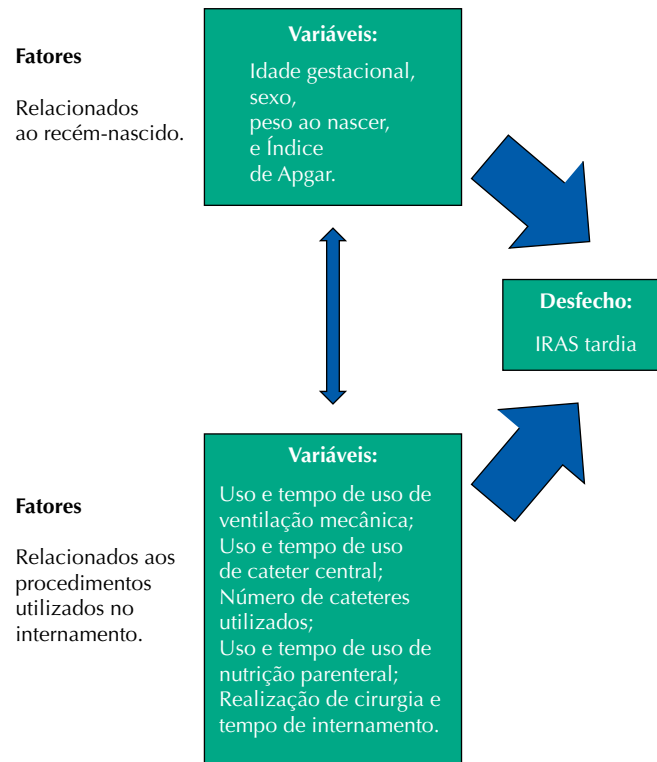 Fatores
Relacionados
ao recém-nascido.
Variáveis:
Idade gestacional,
sexo,
peso ao nascer,
e Índice
de Apgar.
Desfecho:
IRAS tardia
Fatores
Relacionados aos
procedimentos
utilizados no
internamento.
Variáveis:
Uso e tempo de uso de
ventilação mecânica;
Uso e tempo de uso
de cateter central;
Número de cateteres
utilizados;
Uso e tempo de uso de
nutrição parenteral;
Realização de cirurgia e
tempo de internamento.